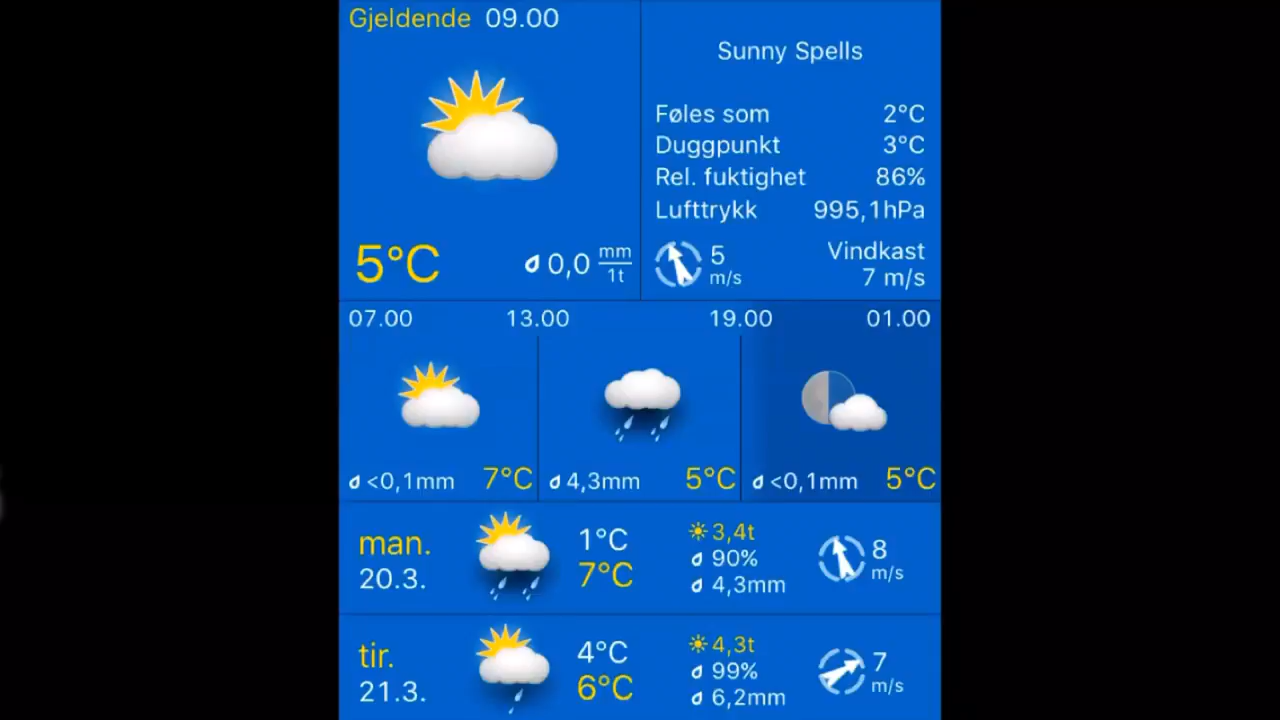 Gjeldende 09.00
Sunny Spells
Føles som 2°C
Duggpunkt 3°C
Rel. fuktighet 86%
Lufttrykk 995,1hPa
5°C 0,0 mm/1t
5 m/s
Vindkast
7 m/s
07.00 13.00 19.00 01.00
<0,1mm 7°C 4,3mm 5°C <0,1mm 5°C
man.
20.3.
1°C
7°C
3,4t
90%
4,3mm
8 m/s
tir.
21.3.
4°C
6°C
4,3t
99%
6,2mm
7 m/s